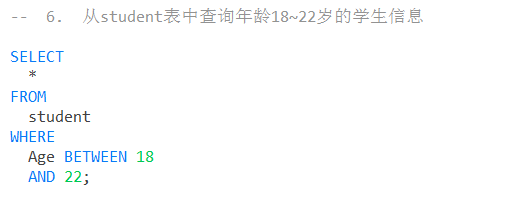 -- 6. 从student表中查询年龄18~22岁的学生信息
SELECT
*
FROM
student
WHERE
Age BETWEEN 18
AND 22;